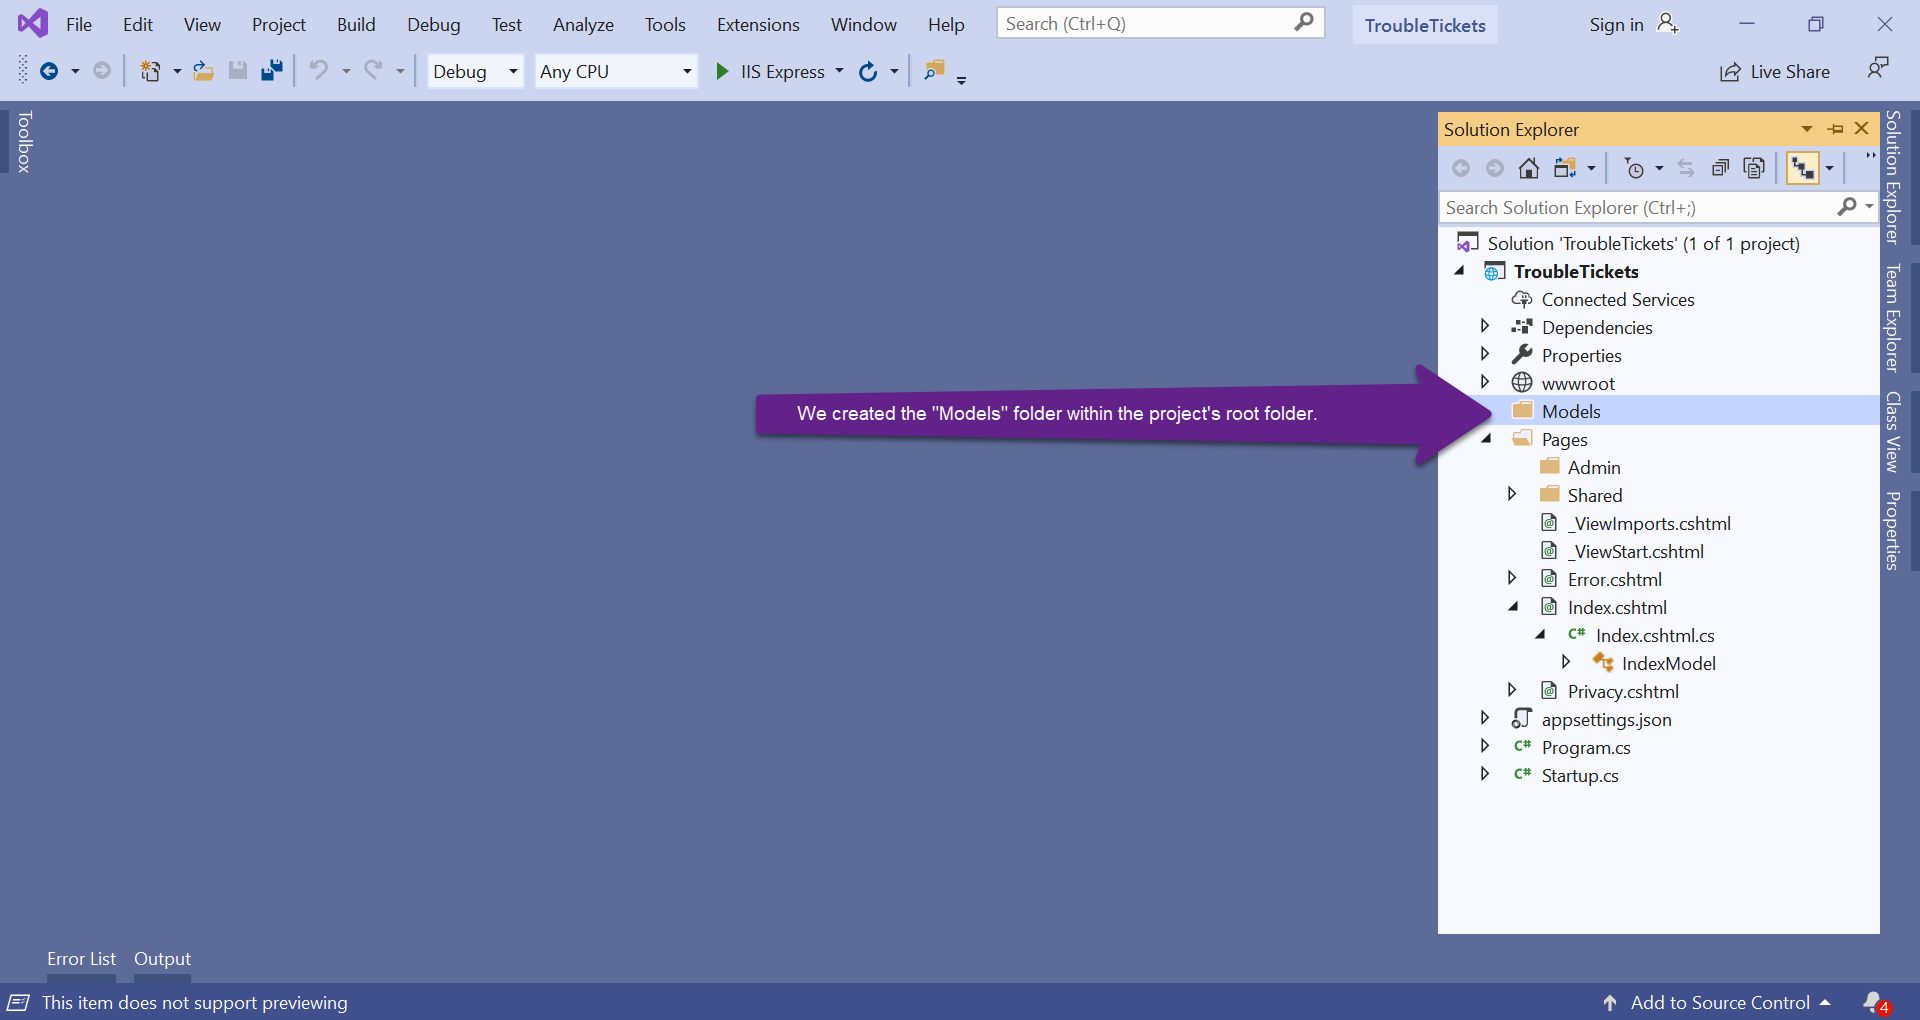 File Edit View Project Build Debug Test Analyze Tools Extensions Window Help Search (Ctrl+Q) TroubleTickets Sign in
Debug Any CPU IIS Express Live Share
Toolbox
Solution Explorer
Search Solution Explorer (Ctrl+;)
Solution 'TroubleTickets' (1 of 1 project)
TroubleTickets
Connected Services
Dependencies
Properties
wwwroot
We created the "Models" folder within the project's root folder.
Models
Pages
Admin
Shared
_ViewImports.cshtml
_ViewStart.cshtml
Error.cshtml
Index.cshtml
C# Index.cshtml.cs
IndexModel
Privacy.cshtml
appsettings.json
C# Program.cs
C# Startup.cs
Solution Explorer
Team Explorer
Class View
Properties
Error List Output
This item does not support previewing Add to Source Control 4